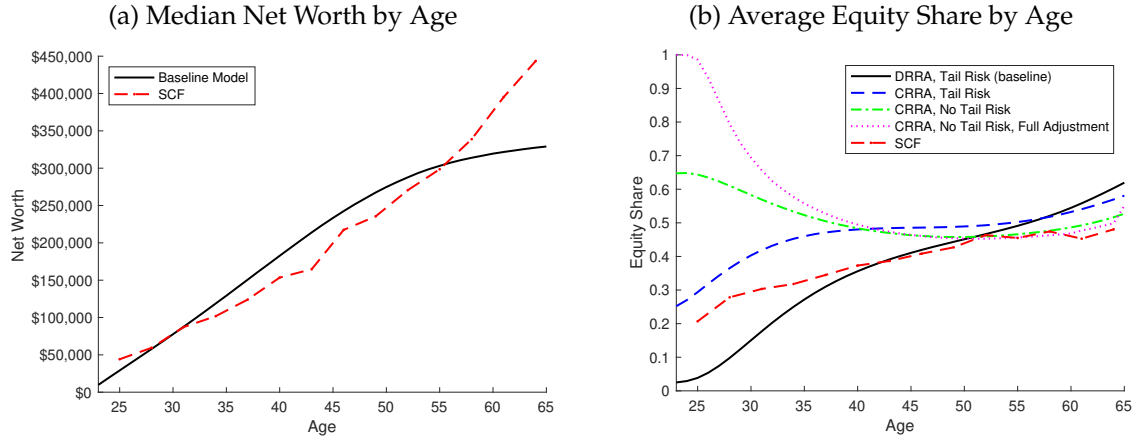 (a) Median Net Worth by Age
$450,000
$400,000
$350,000
$300,000
$250,000
$200,000
$150,000
$100,000
$50,000
$0
Net Worth
Baseline Model
SCF
25 30 35 40 45 50 55 60 65
Age
(b) Average Equity Share by Age
1
0.9
0.8
0.7
0.6
0.5
0.4
0.3
0.2
0.1
0
Equity Share
DRRA, Tail Risk (baseline)
CRRA, Tail Risk
CRRA, No Tail Risk
CRRA, No Tail Risk, Full Adjustment
SCF
25 30 35 40 45 50 55 60 65
Age